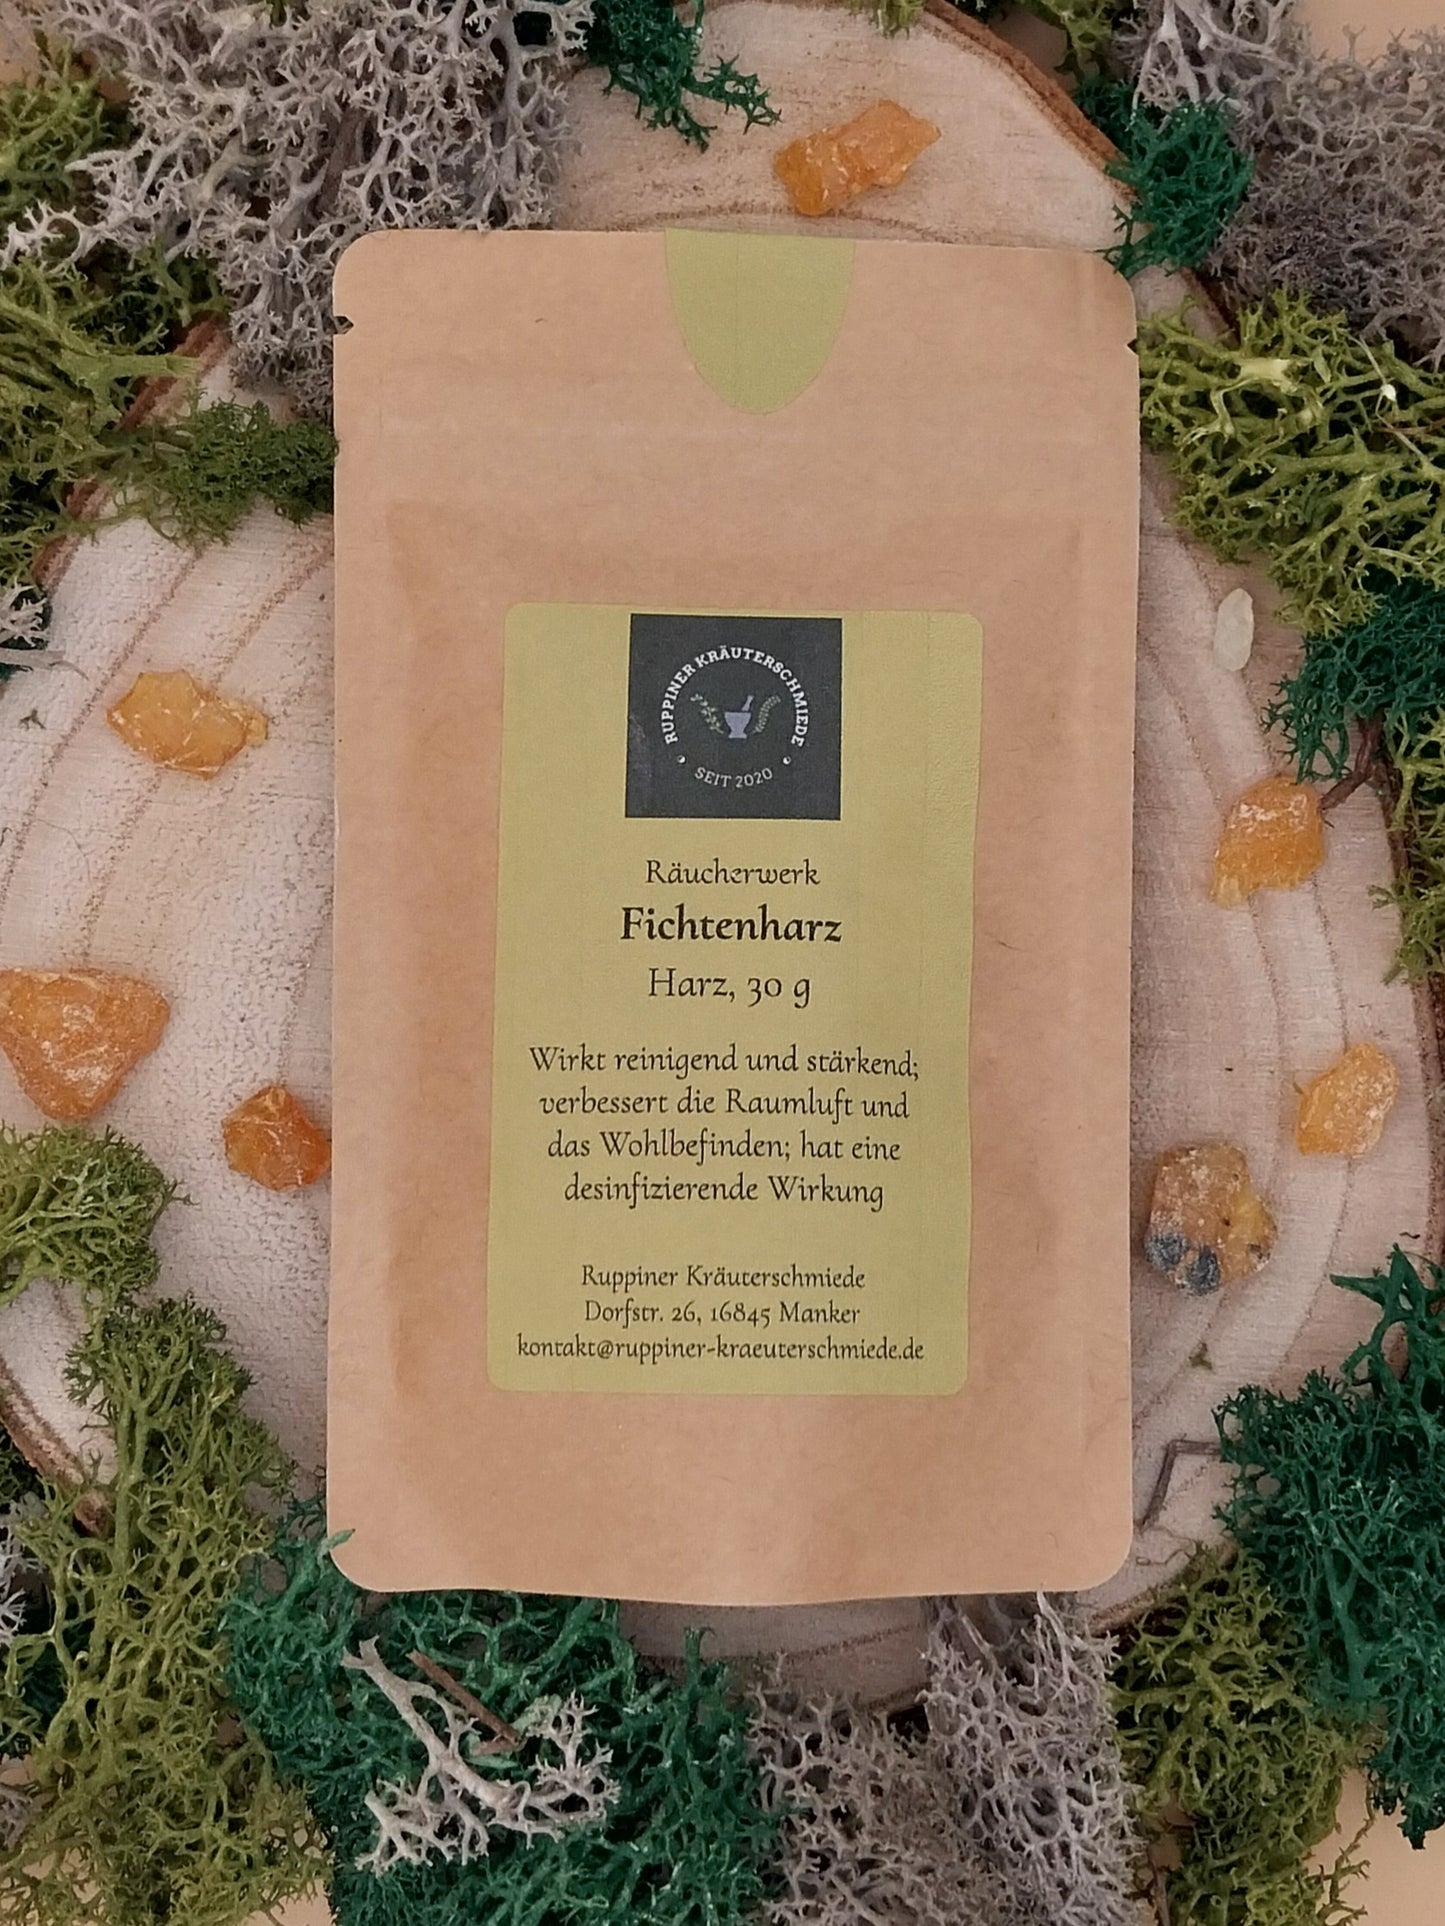 RUPPINER KRÄUTERSCHMIEDE
SEIT 2020
Räucherwerk
Fichtenharz
Harz, 30 g
Wirkt reinigend und stärkend;
verbessert die Raumluft und
das Wohlbefinden; hat eine
desinfizierende Wirkung
Ruppiner Kräuterschmiede
Dorfstr. 26, 16845 Manker
kontakt@ruppiner-kraeuterschmiede.de